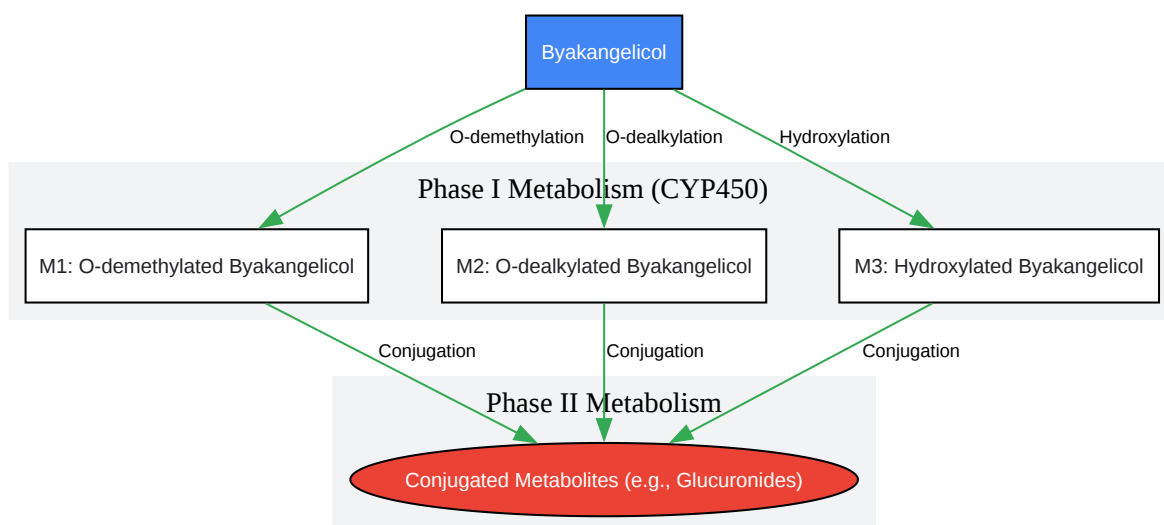 Byakangelicol
O-demethylation
O-dealkylation
Hydroxylation
Phase I Metabolism (CYP450)
M1: O-demethylated Byakangelicol
M2: O-dealkylated Byakangelicol
M3: Hydroxylated Byakangelicol
Conjugation
Conjugation
Conjugation
Phase II Metabolism
Conjugated Metabolites (e.g., Glucuronides)